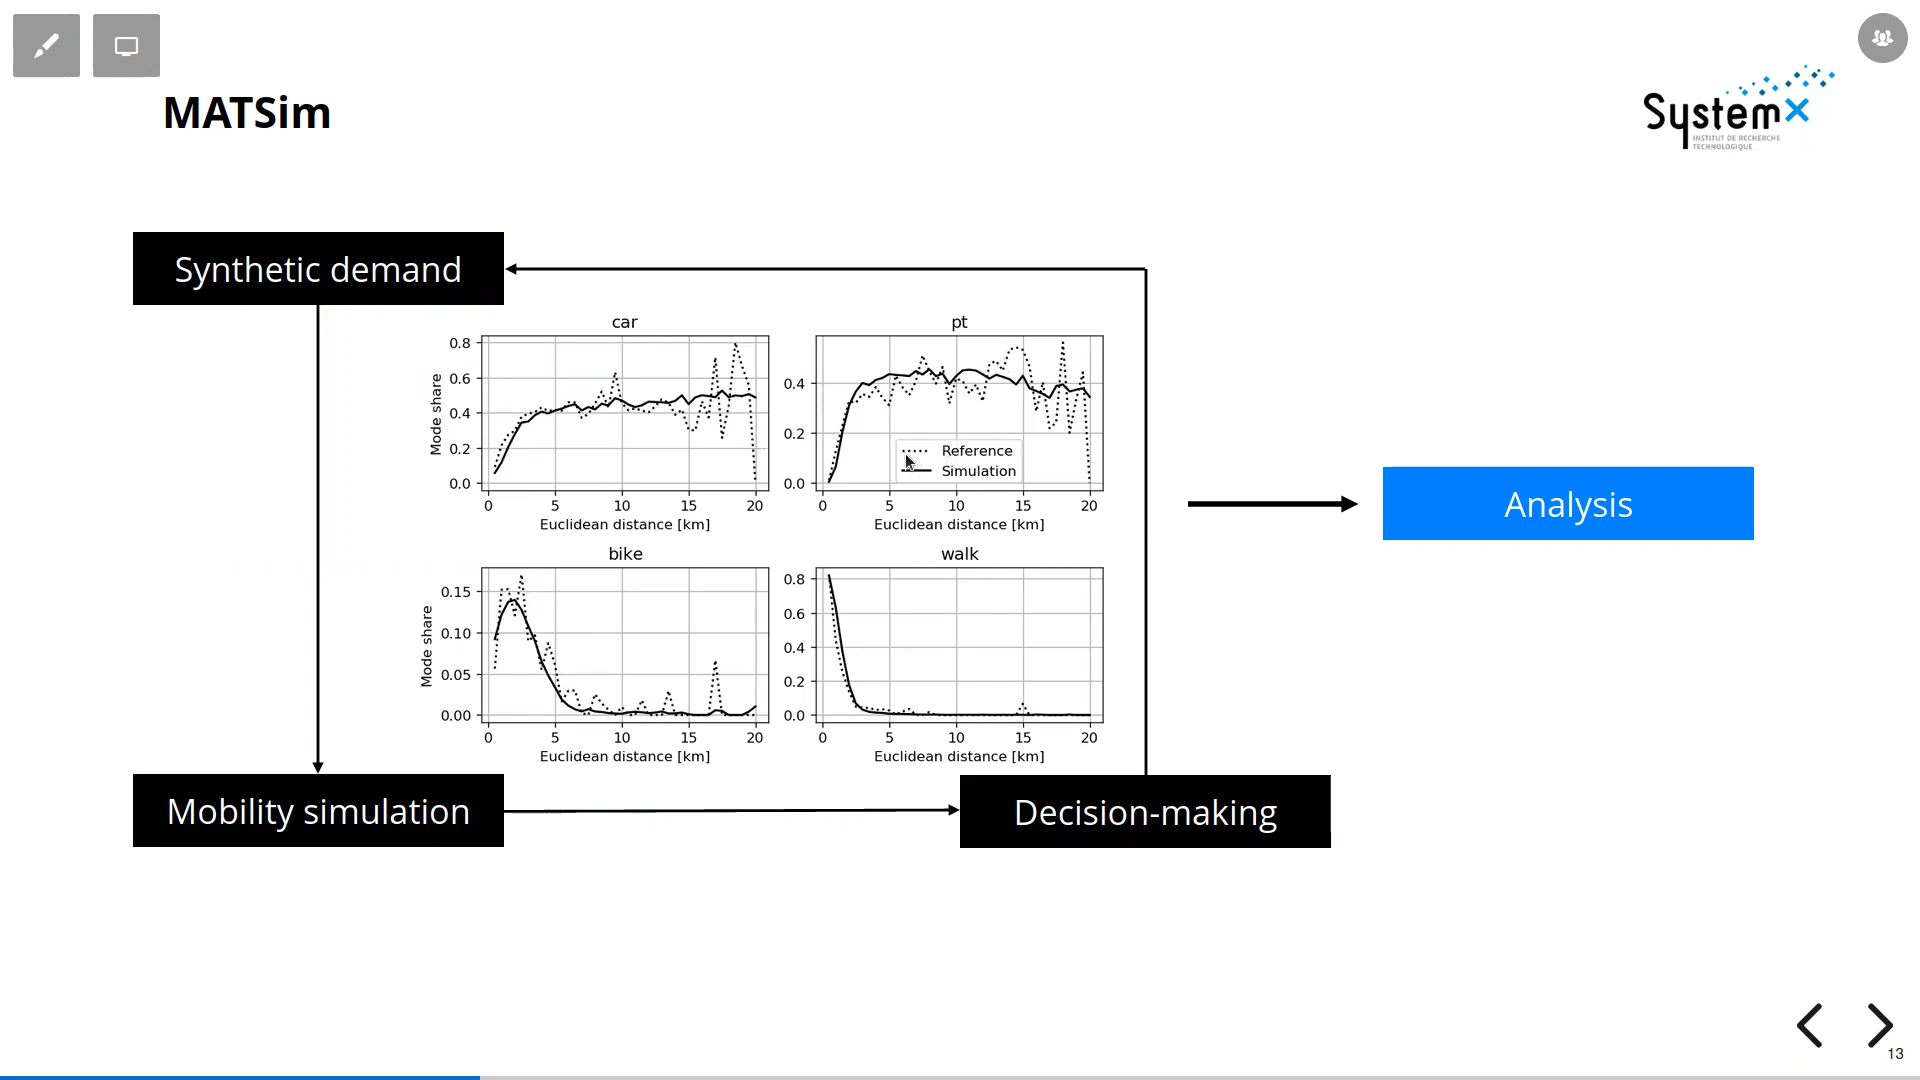 MATSim
System
INSTITUT DE RECHERCHE
TECHNOLOGIQUE
Synthetic demand
car
0.8
0.6
0.4
0.2
0.0
Mode share
0 5 10 15 20
Euclidean distance [km]
pt
0.4
0.2
0.0
Reference
Simulation
0 5 10 15 20
Euclidean distance [km]
Analysis
bike
0.15
0.10
0.05
0.00
Mode share
0 5 10 15 20
Euclidean distance [km]
walk
0.8
0.6
0.4
0.2
0.0
0 5 10 15 20
Euclidean distance [km]
Mobility simulation
Decision-making
13